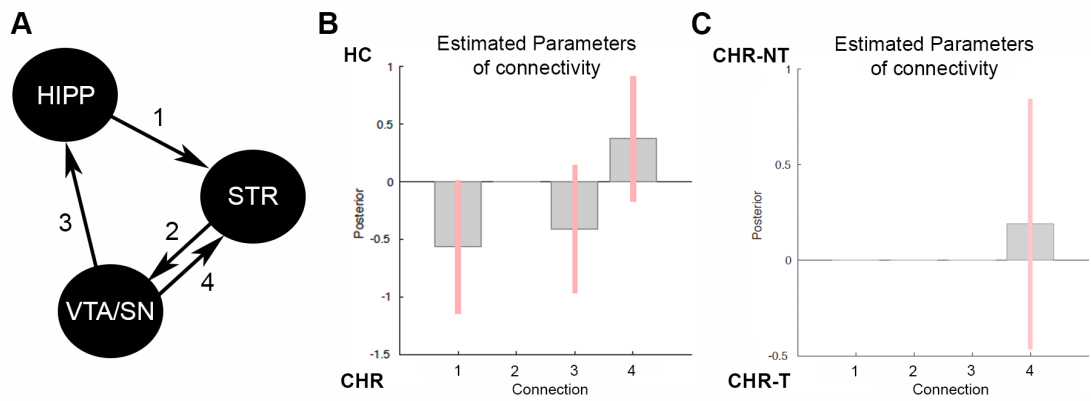 A
HIPP
1
STR
3
2
4
VTA/SN
B
HC
Estimated Parameters
of connectivity
1
0.5
0
-0.5
-1
-1.5
Posterior
1 2 3 4
Connection
CHR
C
CHR-NT
Estimated Parameters
of connectivity
1
0.5
0
-0.5
Posterior
1 2 3 4
Connection
CHR-T